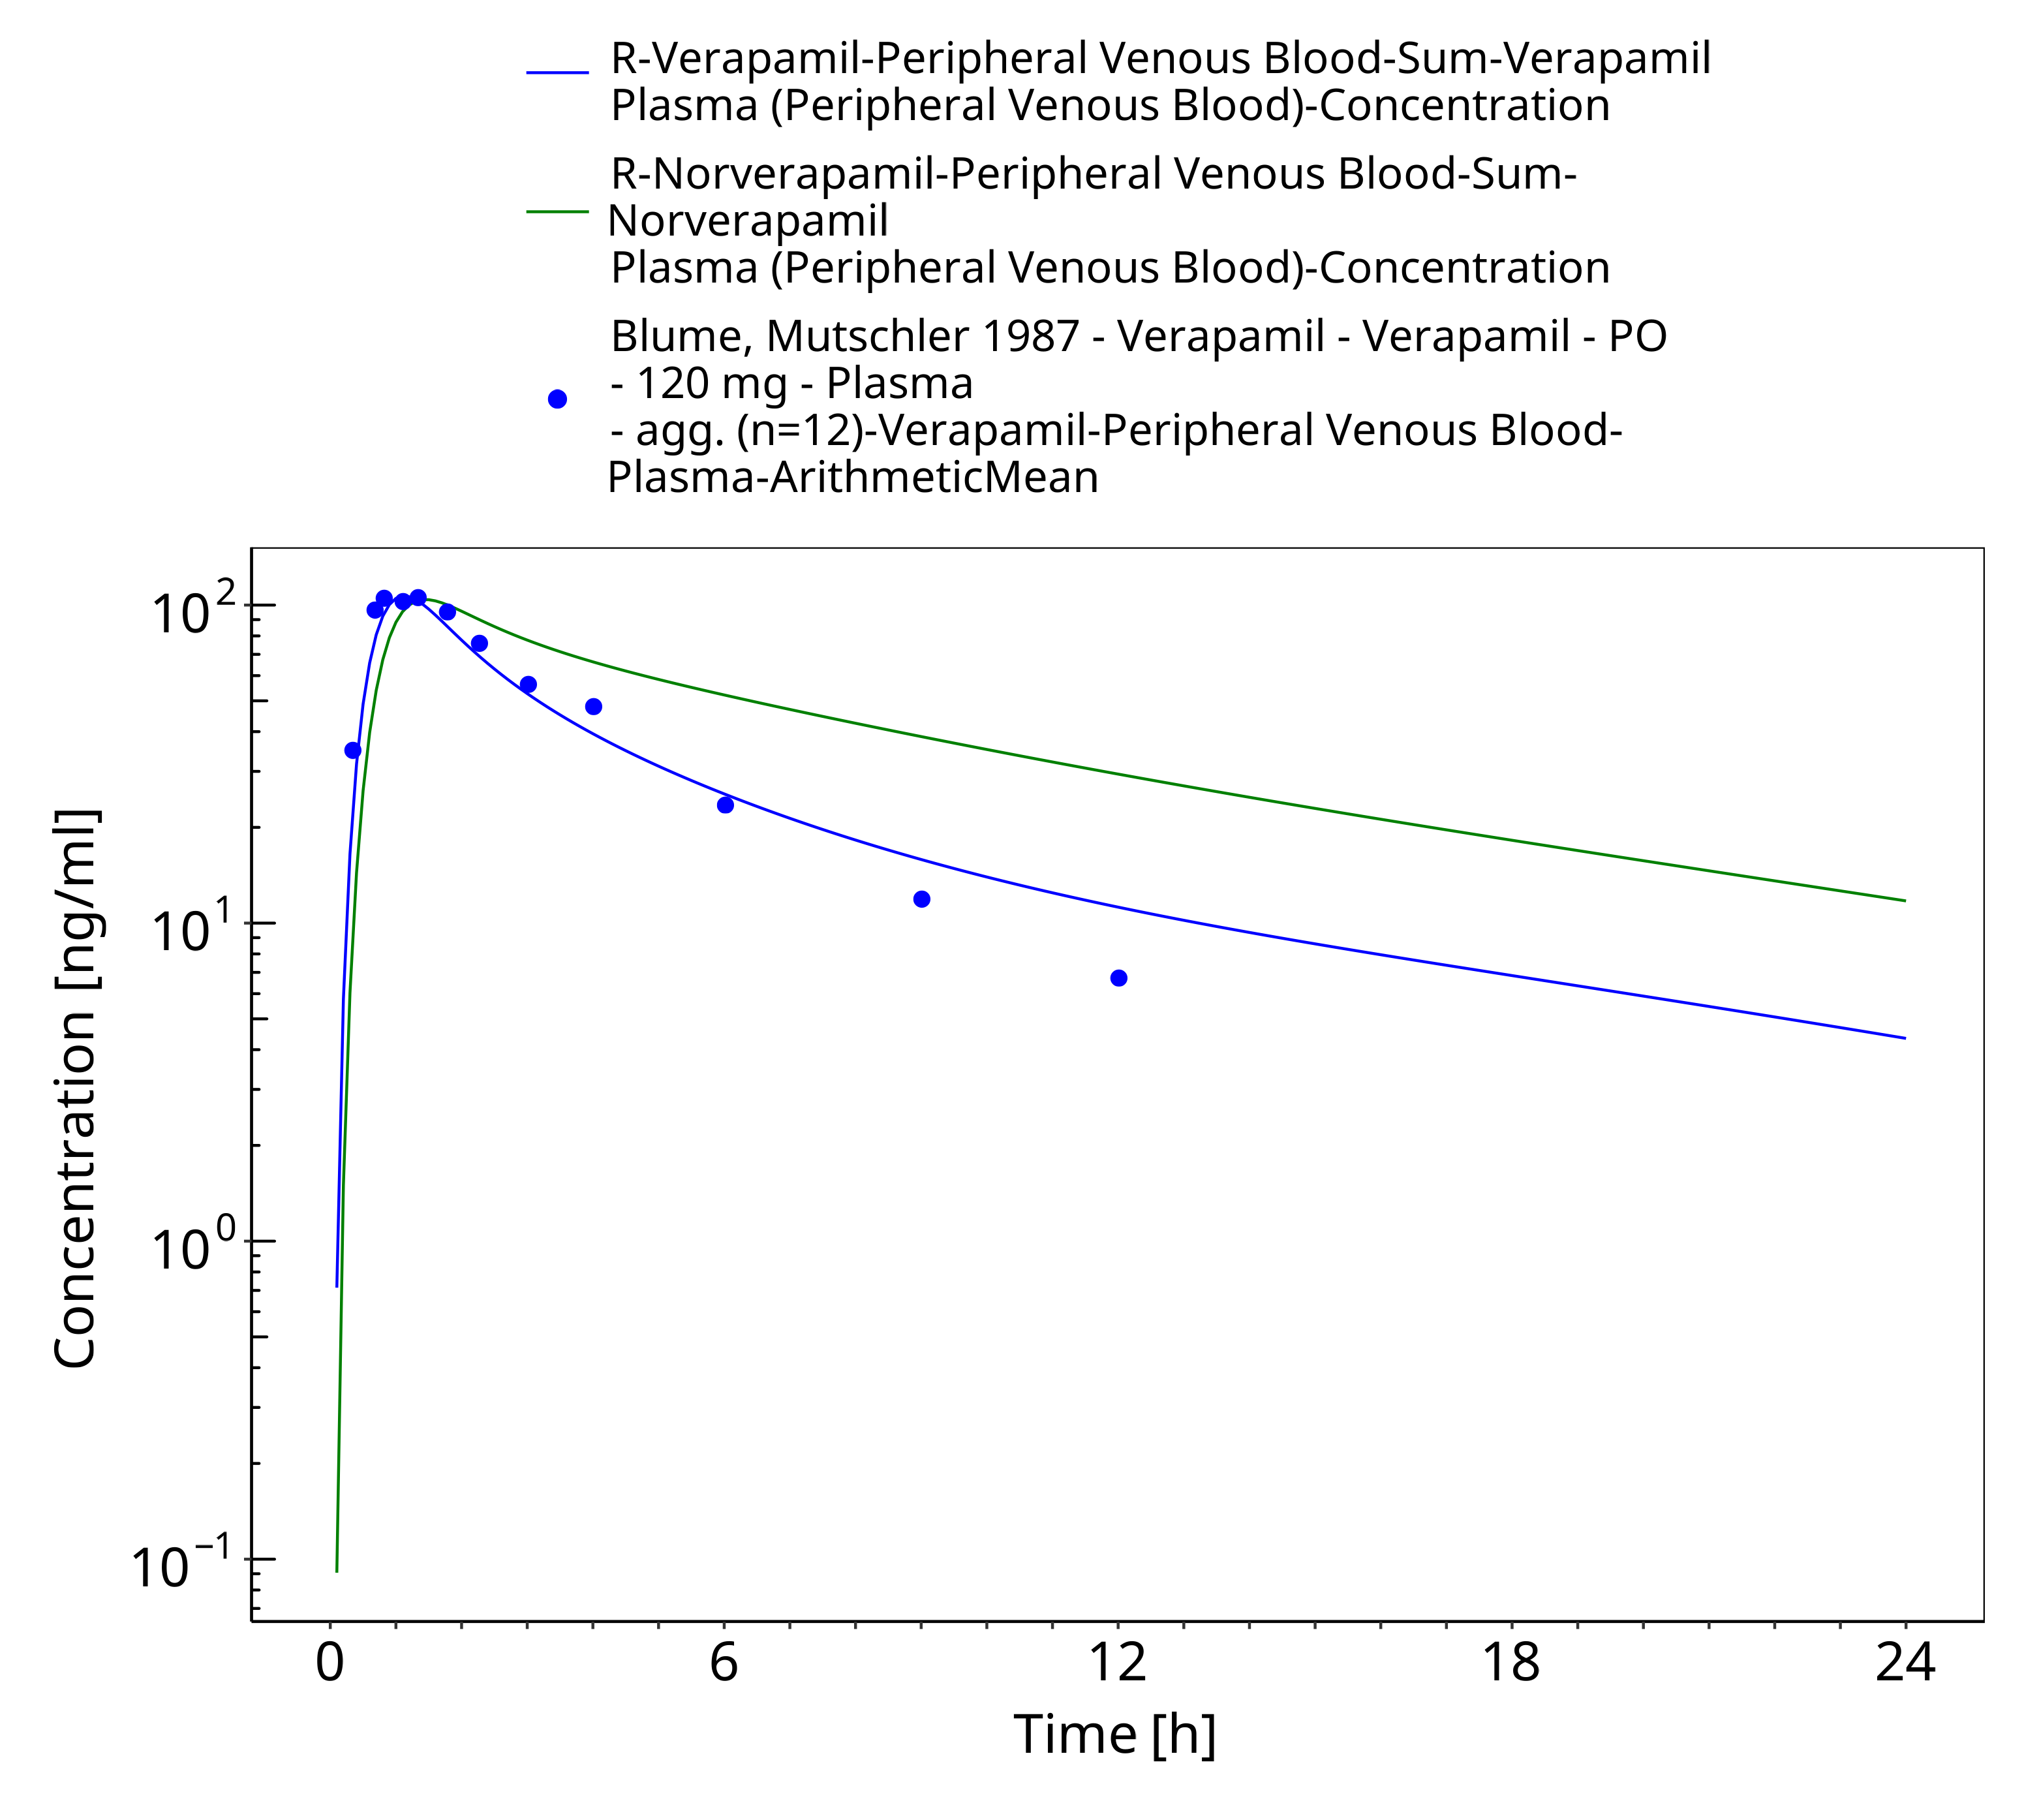 R-Verapamil-Peripheral Venous Blood-Sum-Verapamil
Plasma (Peripheral Venous Blood)-Concentration
R-Norverapamil-Peripheral Venous Blood-Sum-
Norverapamil
Plasma (Peripheral Venous Blood)-Concentration
Blume, Mutschler 1987 - Verapamil - Verapamil - PO
- 120 mg - Plasma
- agg. (n=12)-Verapamil-Peripheral Venous Blood-
Plasma-ArithmeticMean
Concentration [ng/ml]
10²
10¹
10⁰
10⁻¹
0 6 12 18 24
Time [h]